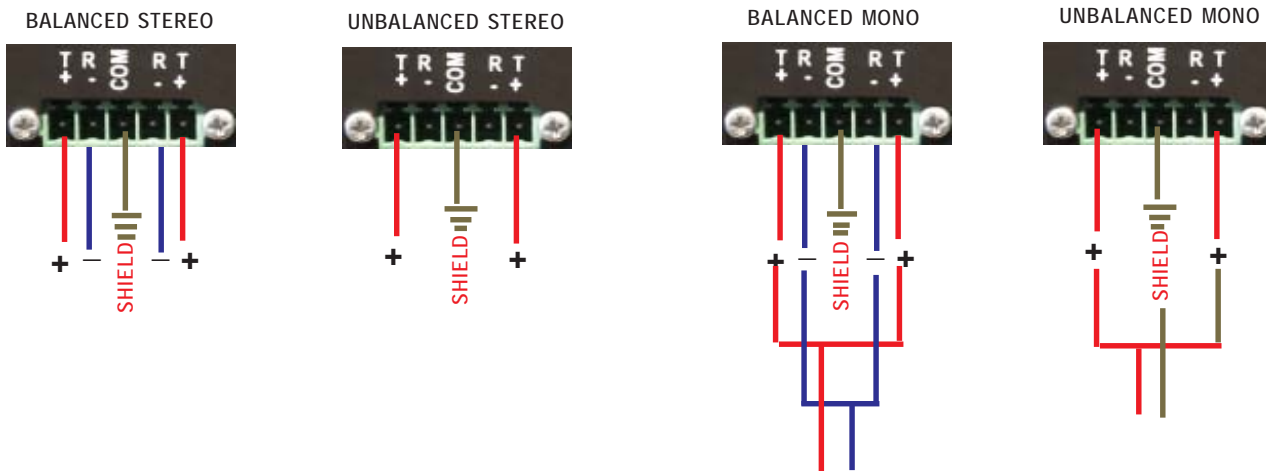 BALANCED STEREO
T R COM R T
+ - - +
+ − − +
SHIELD
UNBALANCED STEREO
T R COM R T
+ - - +
+ +
SHIELD
BALANCED MONO
T R COM R T
+ - - +
+ − − +
SHIELD
UNBALANCED MONO
T R COM R T
+ - - +
+ +
SHIELD